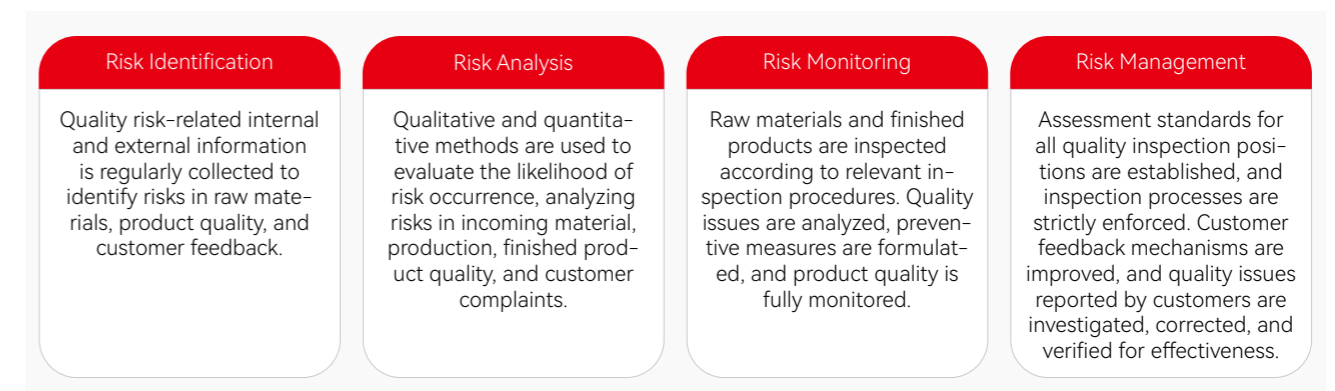 Risk Identification
Quality risk-related internal
and external information
is regularly collected to
identify risks in raw mate-
rials, product quality, and
customer feedback.
Risk Analysis
Qualitative and quantita-
tive methods are used to
evaluate the likelihood of
risk occurrence, analyzing
risks in incoming material,
production, finished prod-
uct quality, and customer
complaints.
Risk Monitoring
Raw materials and finished
products are inspected
according to relevant in-
spection procedures. Quality
issues are analyzed, preven-
tive measures are formulat-
ed, and product quality is
fully monitored.
Risk Management
Assessment standards for
all quality inspection posi-
tions are established, and
inspection processes are
strictly enforced. Customer
feedback mechanisms are
improved, and quality issues
reported by customers are
investigated, corrected, and
verified for effectiveness.